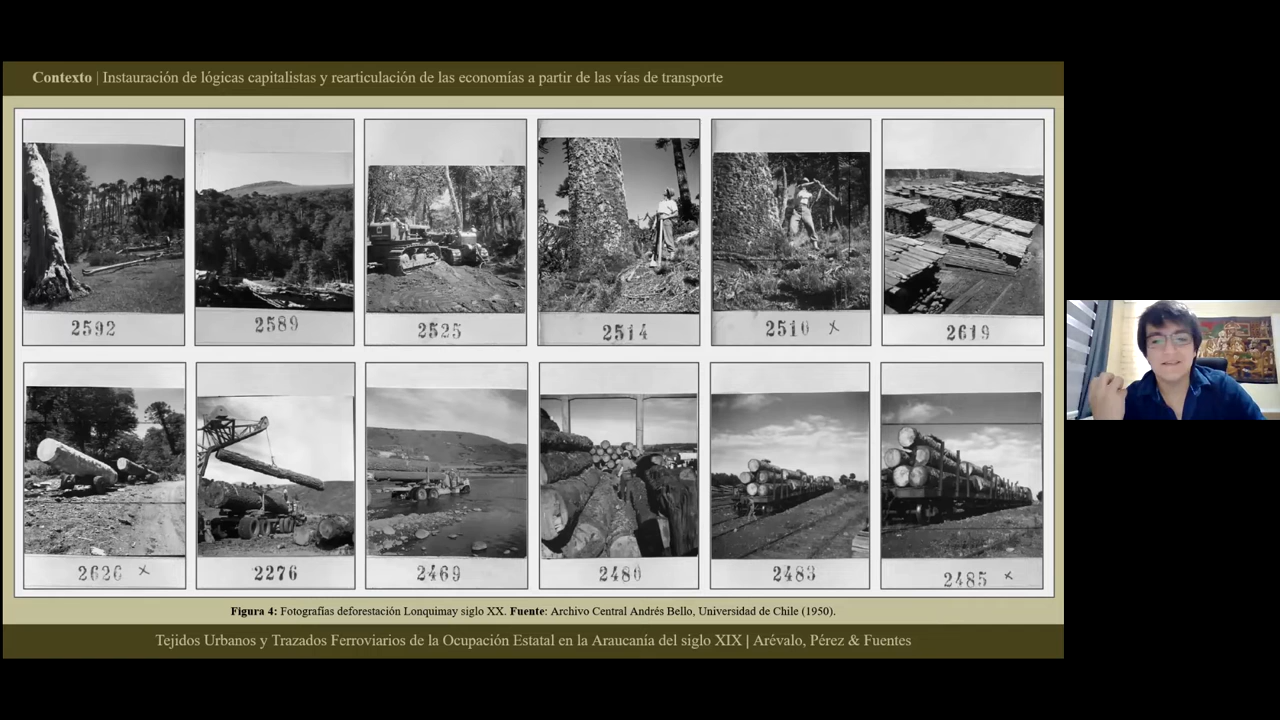 Contexto | Instauración de lógicas capitalistas y rearticulación de las economías a partir de las vías de transporte
2592
2589
2525
2514
2510 x
2619
2626 x
2276
2469
2480
2483
2485 x
Figura 4: Fotografías deforestación Lonquimay siglo XX. Fuente: Archivo Central Andrés Bello, Universidad de Chile (1950).
Tejidos Urbanos y Trazados Ferroviarios de la Ocupación Estatal en la Araucanía del siglo XIX | Arévalo, Pérez & Fuentes